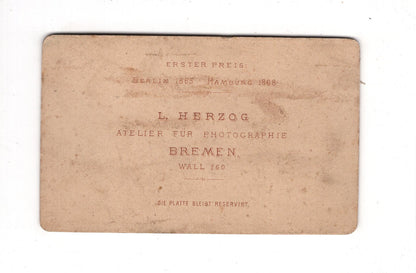 ERSTER PREIS:
BERLIN 1865 HAMBURG 1868
L. HERZOG
ATELIER FÜR PHOTOGRAPHIE
BREMEN,
WALL 160
DIE PLATTE BLEIBT RESERVIRT.